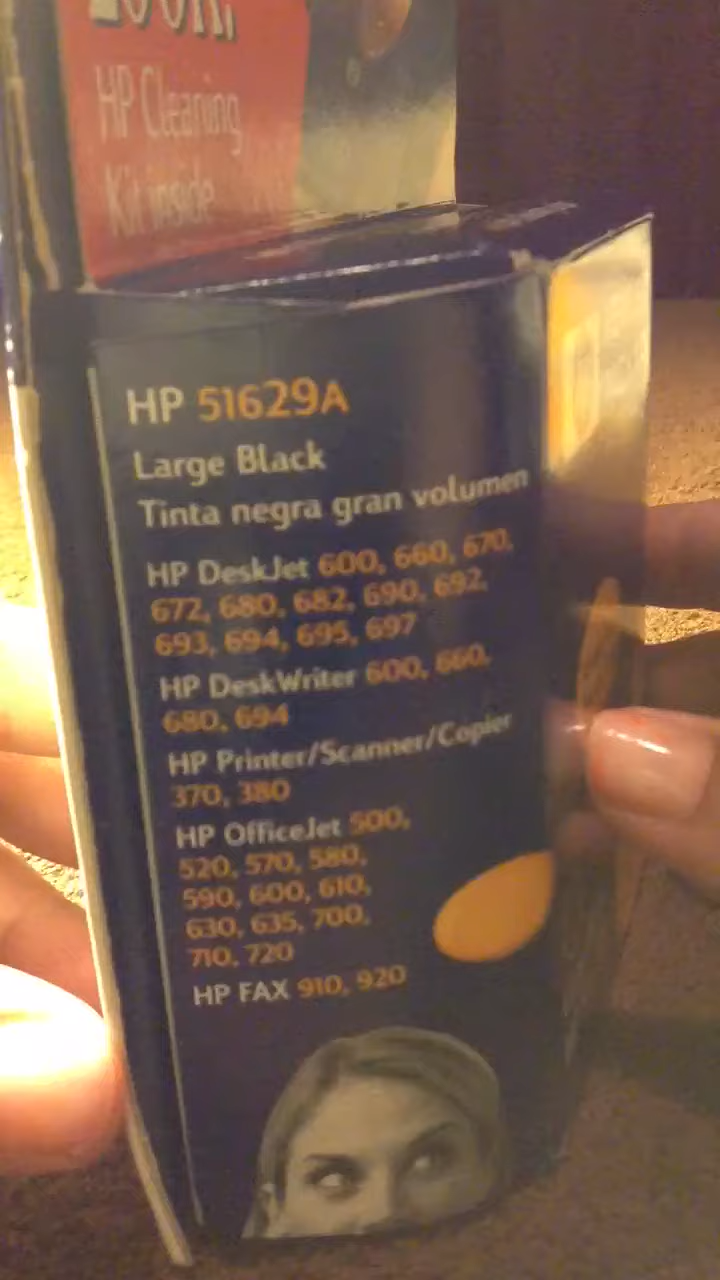 LOOK!
HP Cleaning
Kit inside
HP 51629A
Large Black
Tinta negra gran volumen
HP DeskJet 600, 660, 670,
672, 680, 682, 690, 692,
693, 694, 695, 697
HP DeskWriter 600, 660,
680, 694
HP Printer/Scanner/Copier
370, 380
HP OfficeJet 500,
520, 570, 580,
590, 600, 610,
630, 635, 700,
710, 720
HP FAX 910, 920